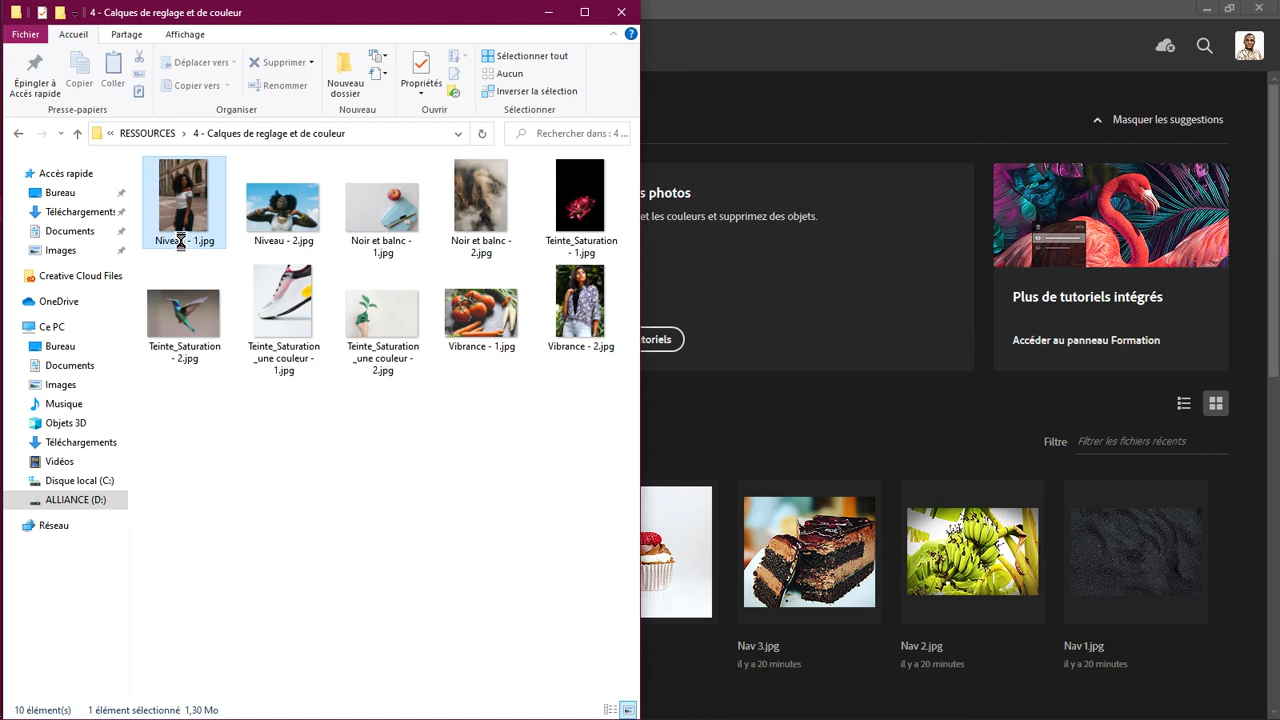 4 - Calques de reglage et de couleur
Fichier
Accueil
Partage
Affichage
Épingler à
Accès rapide
Copier
Coller
Déplacer vers
Copier vers
Supprimer
Renommer
Nouveau
dossier
Propriétés
Sélectionner tout
Aucun
Inverser la sélection
Presse-papiers
Organiser
Nouveau
Ouvrir
Sélectionner
RESSOURCES
4 - Calques de reglage et de couleur
Rechercher dans : 4 ...
Accès rapide
Bureau
Téléchargements
Documents
Images
Creative Cloud Files
OneDrive
Ce PC
Bureau
Documents
Images
Musique
Objets 3D
Téléchargements
Vidéos
Disque local (C:)
ALLIANCE (D:)
Réseau
Niveau - 1.jpg
Niveau - 2.jpg
Noir et balnc -
1.jpg
Noir et balnc -
2.jpg
Teinte_Saturation
- 1.jpg
Teinte_Saturation
- 2.jpg
Teinte_Saturation
_une couleur -
1.jpg
Teinte_Saturation
_une couleur -
2.jpg
Vibrance - 1.jpg
Vibrance - 2.jpg
10 élément(s)
1 élément sélectionné 1,30 Mo
Masquer les suggestions
s photos
et les couleurs et supprimez des objets.
utoriels
Plus de tutoriels intégrés
Accéder au panneau Formation
Filtre
Filtrer les fichiers récents
Nav 3.jpg
il y a 20 minutes
Nav 2.jpg
il y a 20 minutes
Nav 1.jpg
il y a 20 minutes